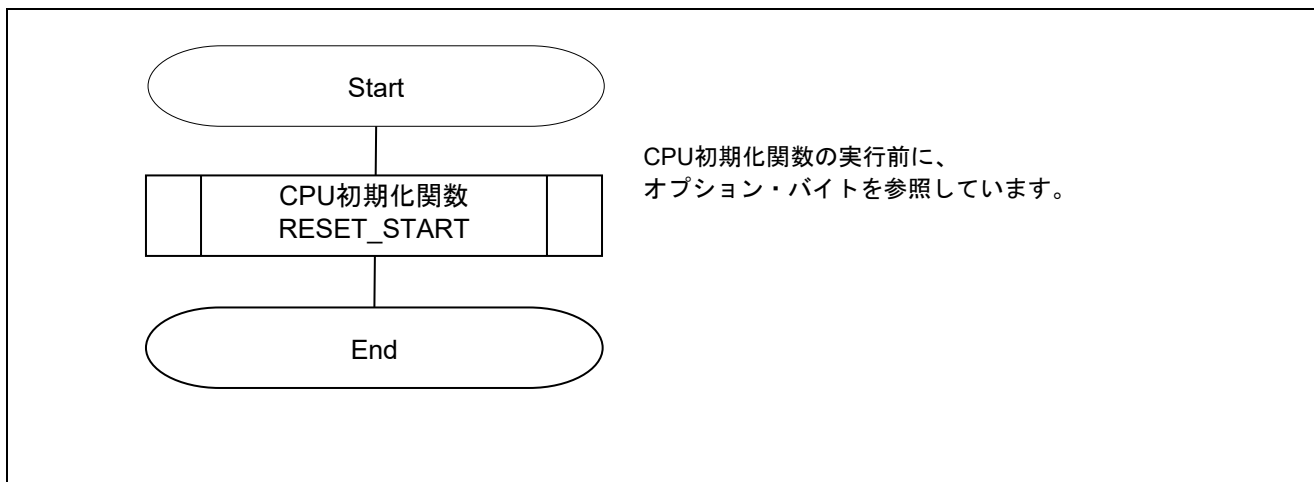 Start
CPU初期化関数の実行前に、
オプション・バイトを参照しています。
CPU初期化関数
RESET_START
End